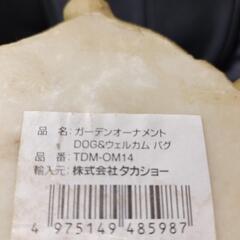 品　名：ガーデンオーナメント
DOG&ウェルカム パグ
品　番：TDM-OM14
輸入元：株式会社タカショー
4 975149 485987